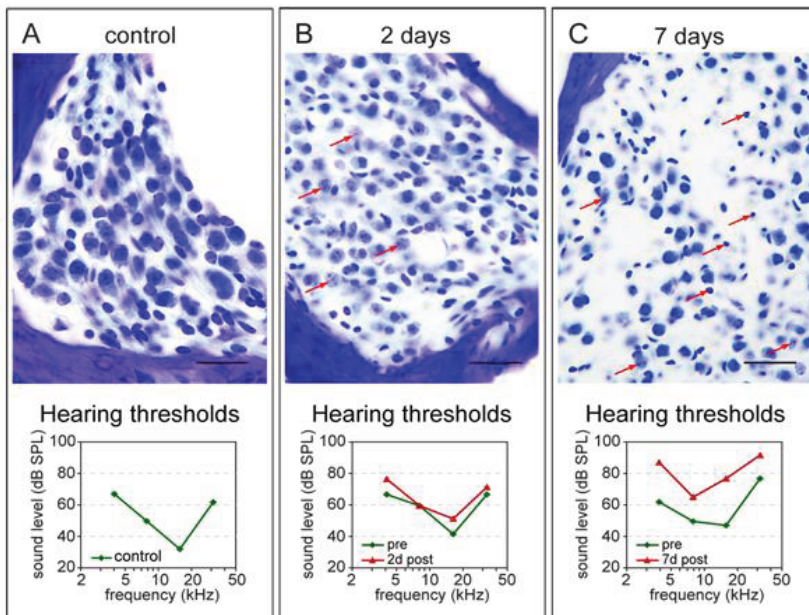 A control
Hearing thresholds
sound level (dB SPL)
100
80
60
40
20
control
2 5 10 20 50
frequency (kHz)
B 2 days
Hearing thresholds
sound level (dB SPL)
100
80
60
40
20
pre
2d post
2 5 10 20 50
frequency (kHz)
C 7 days
Hearing thresholds
sound level (dB SPL)
100
80
60
40
20
pre
7d post
2 5 10 20 50
frequency (kHz)